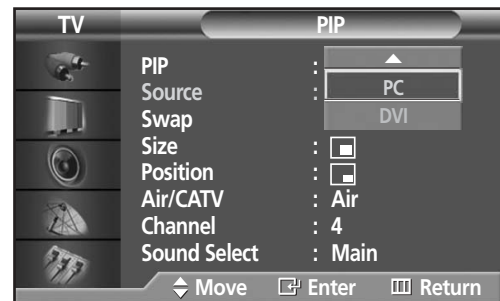 TV PIP
PIP :
Source : PC
Swap DVI
Size :
Position :
Air/CATV : Air
Channel : 4
Sound Select : Main
Move Enter Return